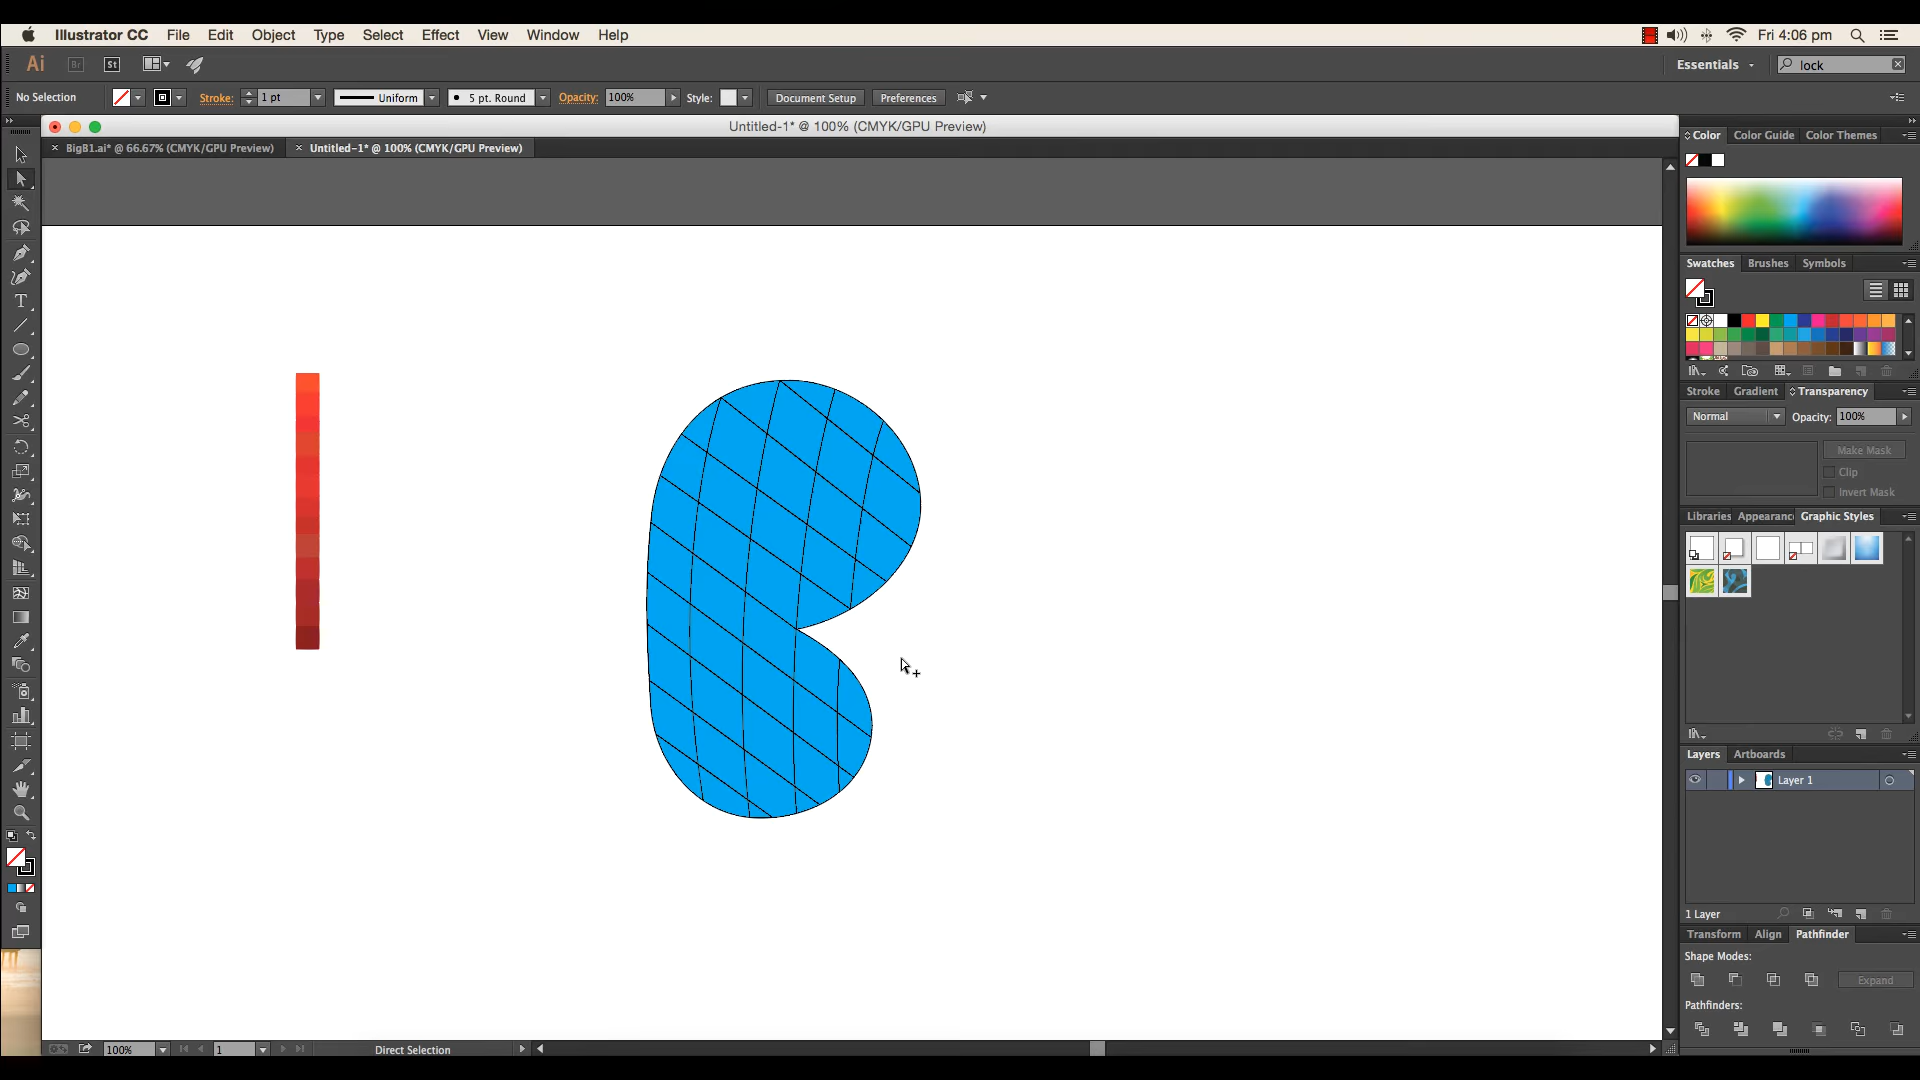 Illustrator CC File Edit Object Type Select Effect View Window Help Fri 4:06 pm
Ai Br St Essentials lock
No Selection Stroke: 1 pt Uniform 5 pt. Round Opacity: 100% Style: Document Setup Preferences
Untitled-1* @ 100% (CMYK/GPU Preview)
BigB1.ai* @ 66.67% (CMYK/GPU Preview) Untitled-1* @ 100% (CMYK/GPU Preview)
Color Color Guide Color Themes
Swatches Brushes Symbols
Stroke Gradient Transparency
Normal Opacity: 100%
Make Mask
Clip
Invert Mask
Libraries Appearanc Graphic Styles
Layers Artboards
Layer 1
1 Layer
Transform Align Pathfinder
Shape Modes:
Expand
Pathfinders:
100% 1 Direct Selection